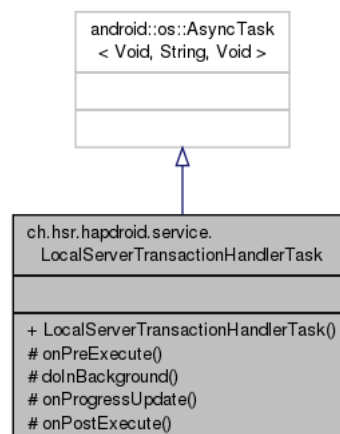 android::os::AsyncTask
< Void, String, Void >
ch.hsr.hapdroid.service.
LocalServerTransactionHandlerTask
+ LocalServerTransactionHandlerTask()
# onPreExecute()
# doInBackground()
# onProgressUpdate()
# onPostExecute()